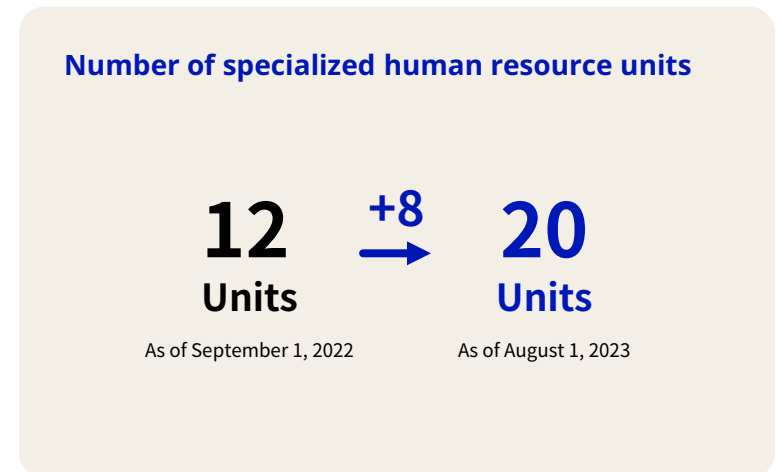 Number of specialized human resource units
+8
12
20
Units
Units
As of September 1, 2022
As of August 1, 2023